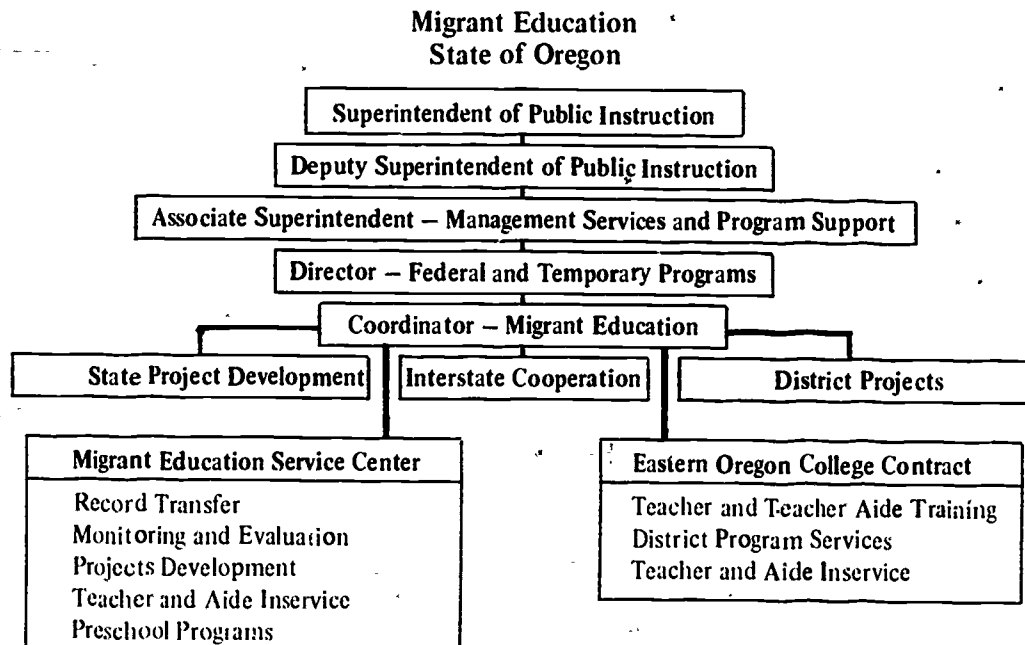 Migrant Education
State of Oregon
Superintendent of Public Instruction
Deputy Superintendent of Public Instruction
Associate Superintendent – Management Services and Program Support
Director – Federal and Temporary Programs
Coordinator – Migrant Education
State Project Development
Interstate Cooperation
District Projects
Migrant Education Service Center
Record Transfer
Monitoring and Evaluation
Projects Development
Teacher and Aide Inservice
Preschool Programs
Eastern Oregon College Contract
Teacher and Teacher Aide Training
District Program Services
Teacher and Aide Inservice